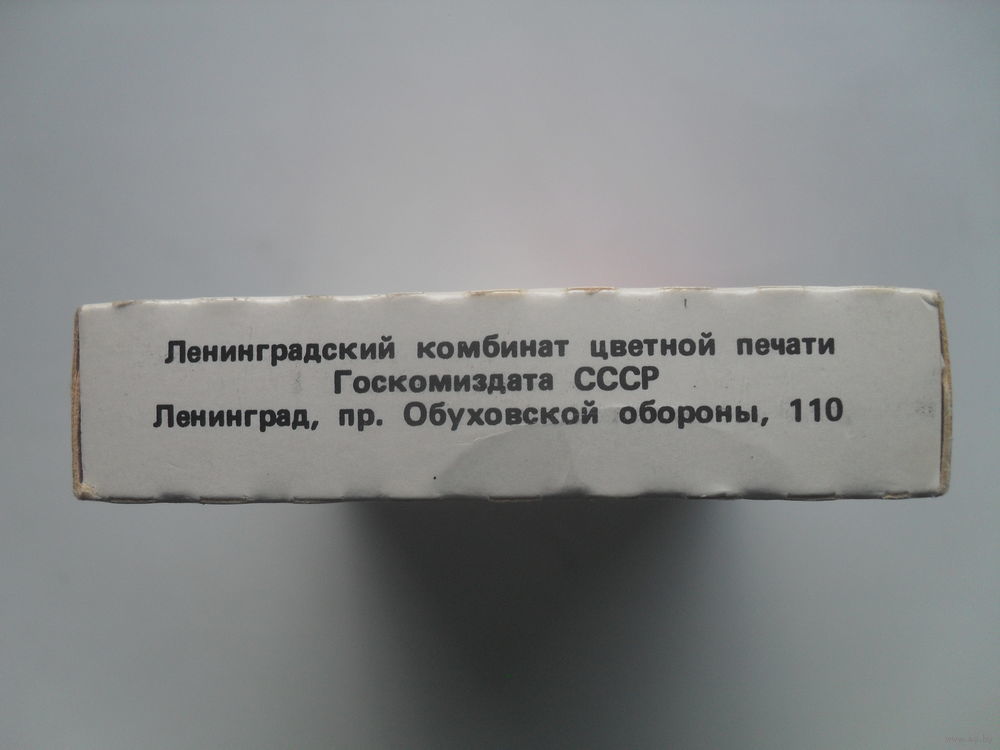 Ленинградский комбинат цветной печати
Госкомиздата СССР
Ленинград, пр. Обуховской обороны, 110